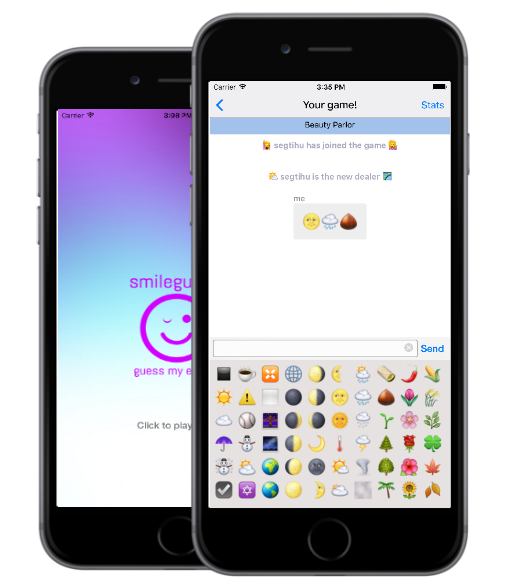 Carrier
3:08 PM
smilegu
guess my e
Click to play
Carrier
3:35 PM
Your game!
Stats
Beauty Parlor
segtihu has joined the game
segtihu is the new dealer
me
Send